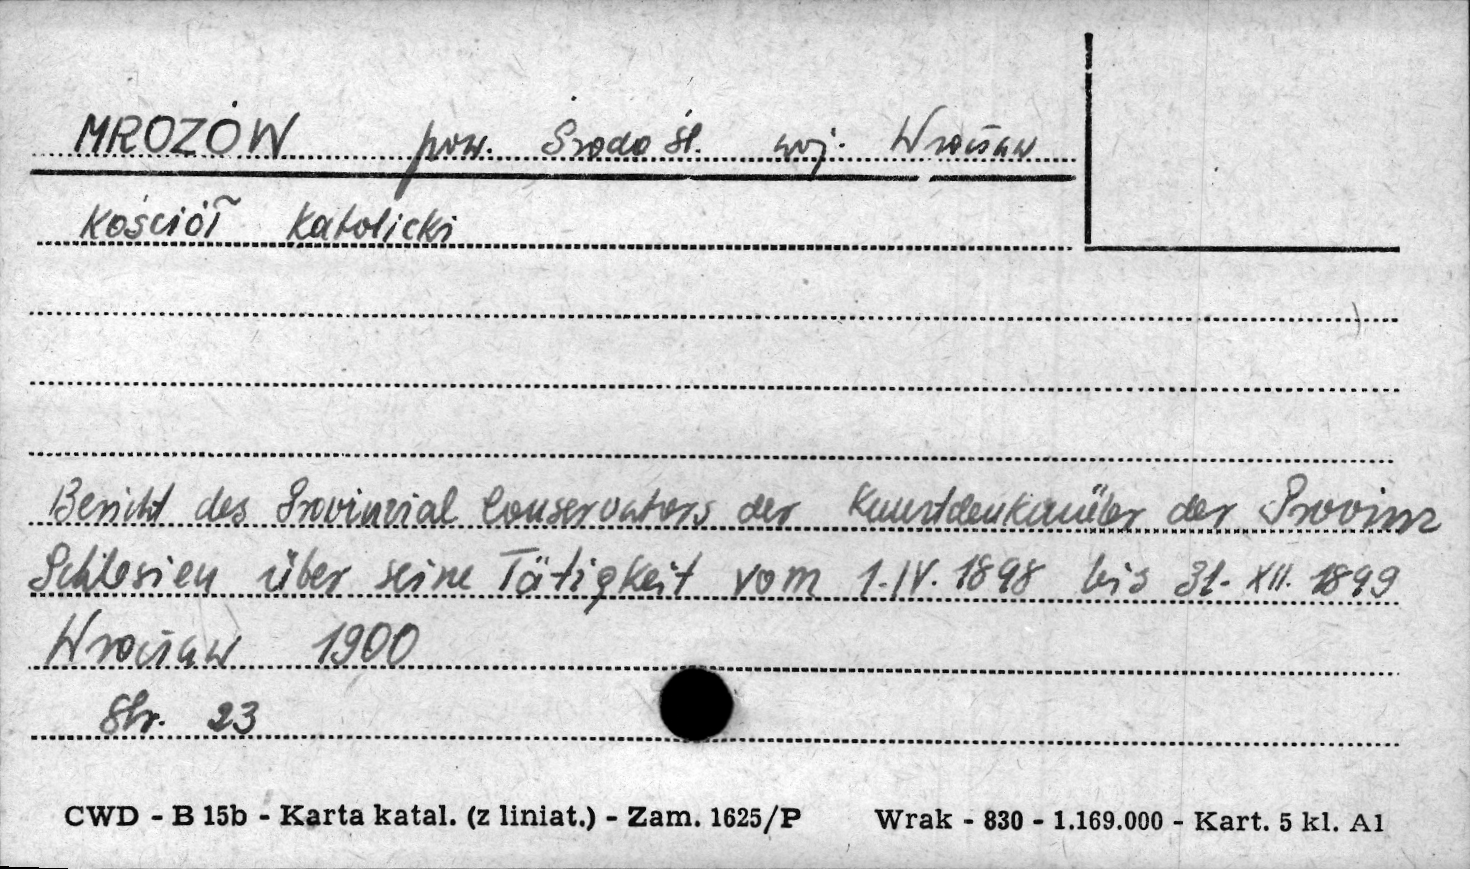 MROZÓW pow. Środa Śl. woj. Wrocław
Kościół Katolicki
Bericht des Provinzial Conservators der Kunstdenkmäler der Provinz
Schlesien über seine Tätigkeit vom 1.IV.1898 bis 31.XII.1899
Wrocław 1900
Str. 23
CWD - B 15b - Karta katal. (z liniat.) - Zam. 1625/P Wrak - 830 - 1.169.000 - Kart. 5 kl. A1